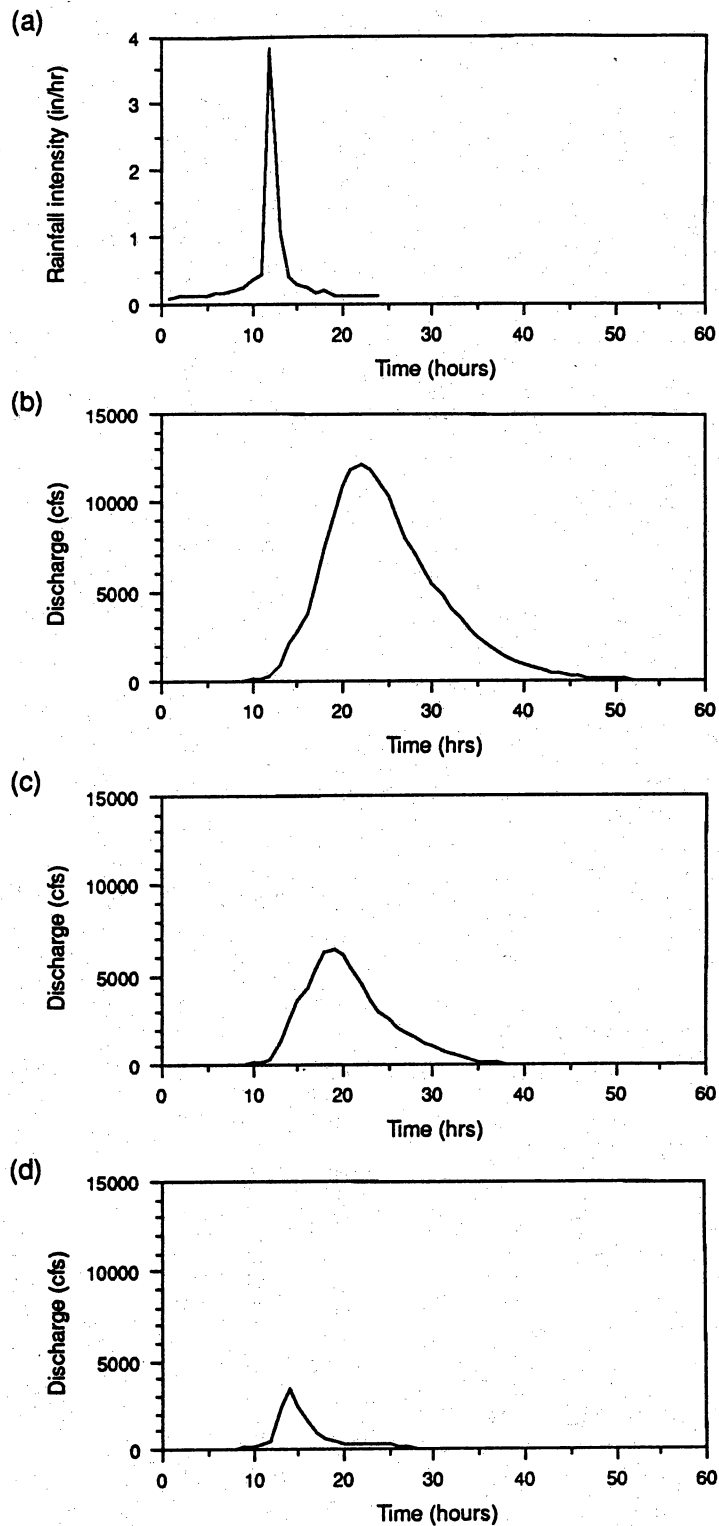 (a)
4
3
2
1
0
Rainfall intensity (in/hr)
0 10 20 30 40 50 60
Time (hours)
(b)
15000
10000
5000
0
Discharge (cfs)
0 10 20 30 40 50 60
Time (hrs)
(c)
15000
10000
5000
0
Discharge (cfs)
0 10 20 30 40 50 60
Time (hrs)
(d)
15000
10000
5000
0
Discharge (cfs)
0 10 20 30 40 50 60
Time (hours)